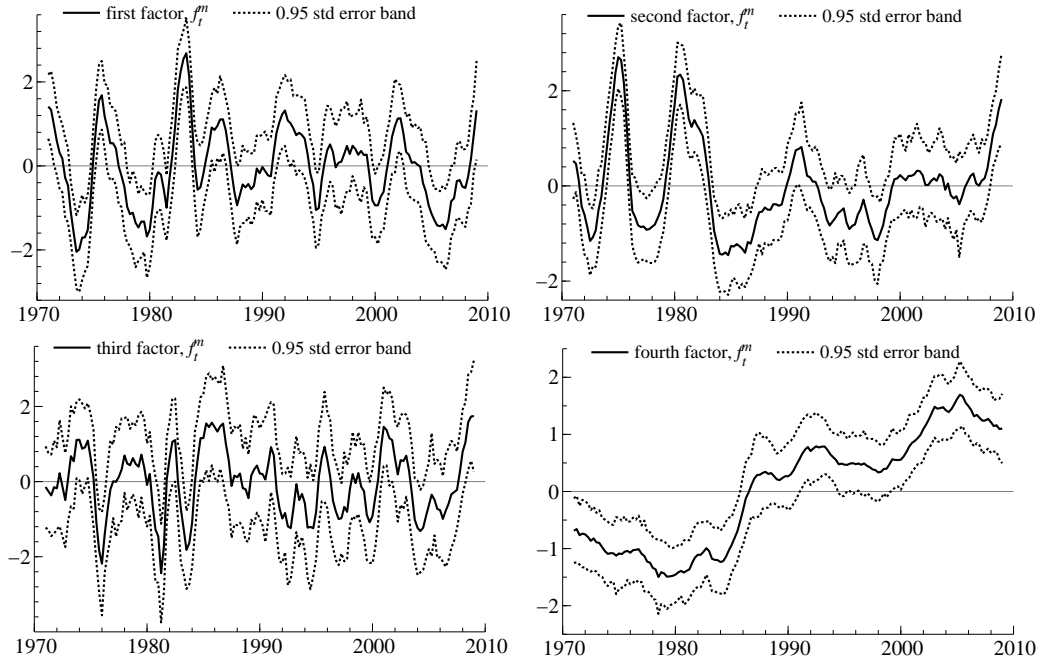 first factor, f_t^m 0.95 std error band
2
0
−2
1970 1980 1990 2000 2010
second factor, f_t^m 0.95 std error band
2
0
−2
1970 1980 1990 2000 2010
third factor, f_t^m 0.95 std error band
2
0
−2
1970 1980 1990 2000 2010
fourth factor, f_t^m 0.95 std error band
2
1
0
−1
−2
1970 1980 1990 2000 2010